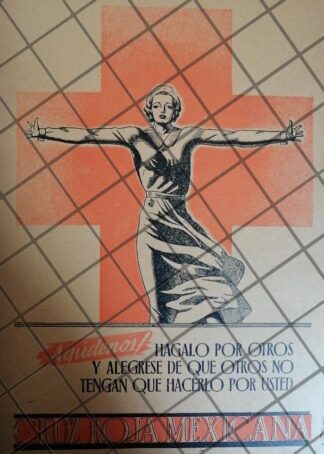 ¡Ayúdenos!
HAGALO POR OTROS
Y ALEGRESE DE QUE OTROS NO
TENGAN QUE HACERLO POR USTED
CRUZ ROJA MEXICANA